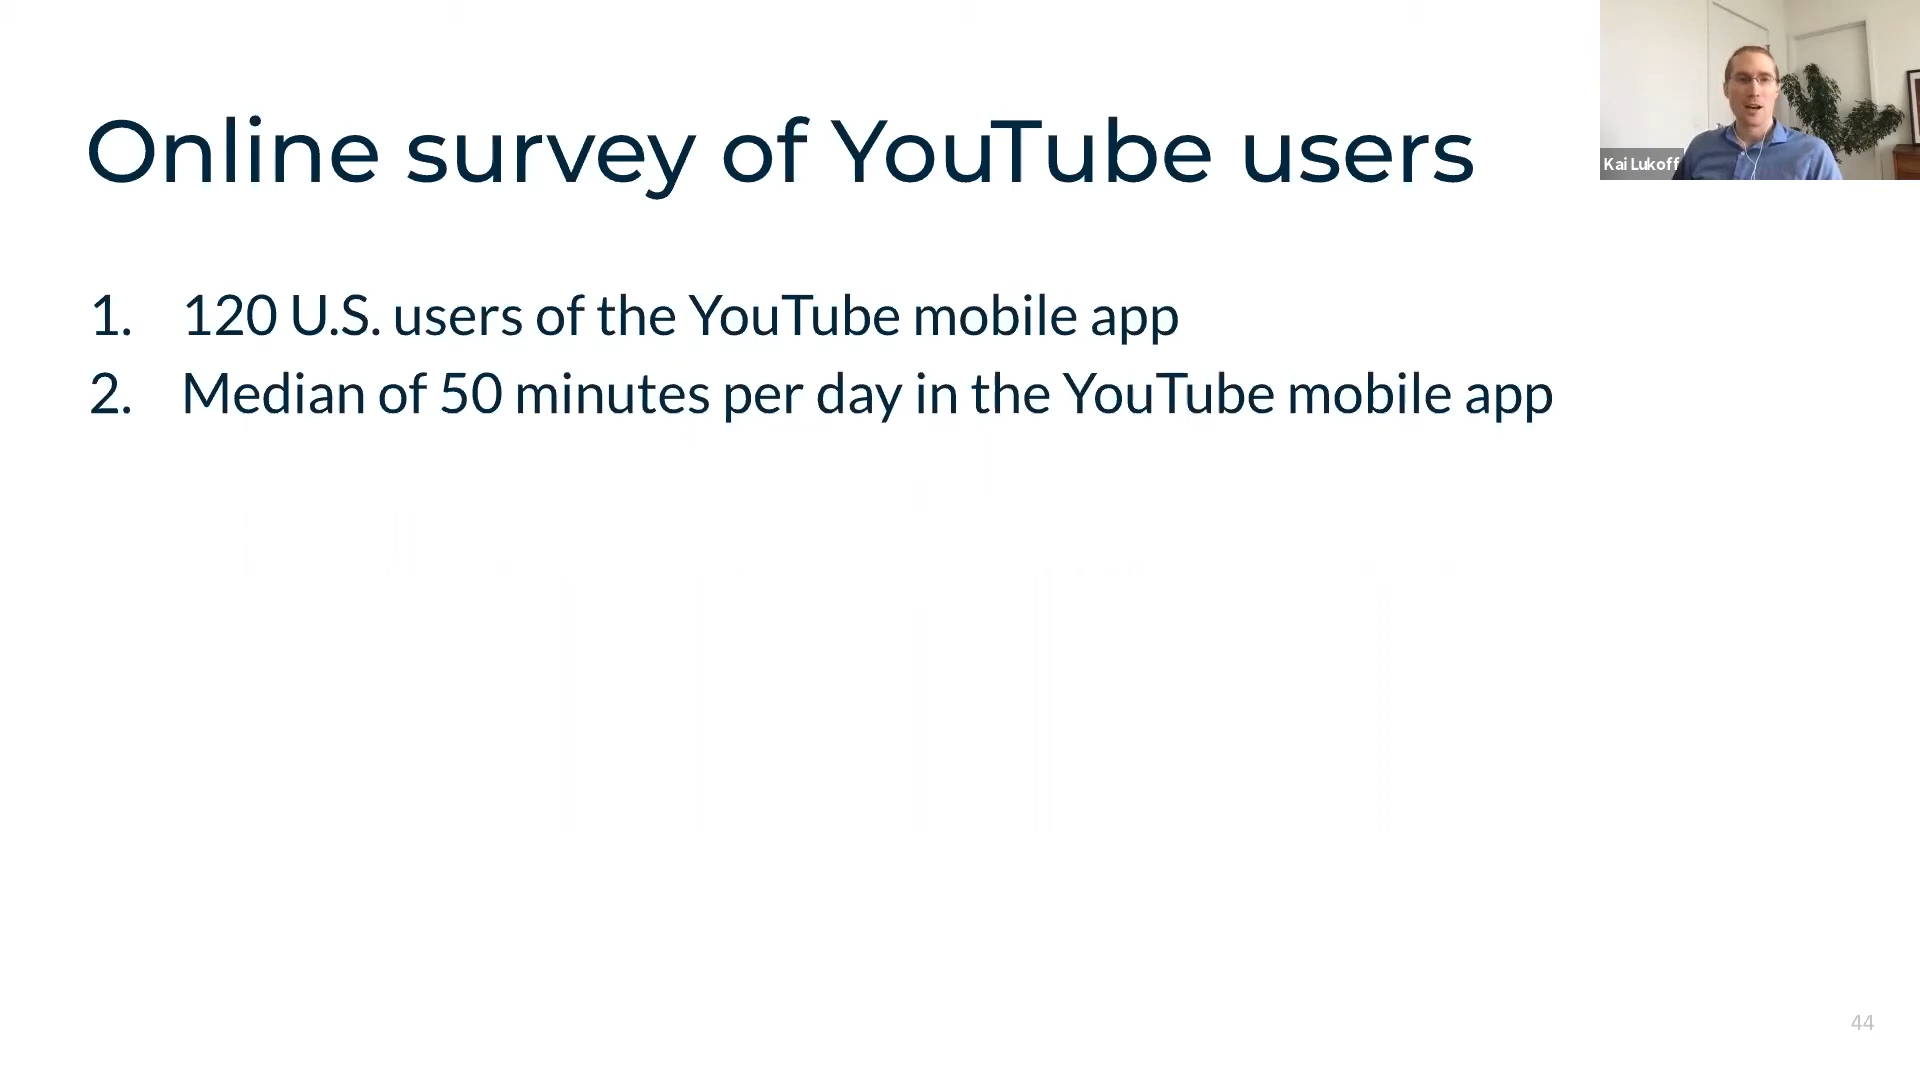 Online survey of YouTube users
Kai Lukoff
1. 120 U.S. users of the YouTube mobile app
2. Median of 50 minutes per day in the YouTube mobile app
44